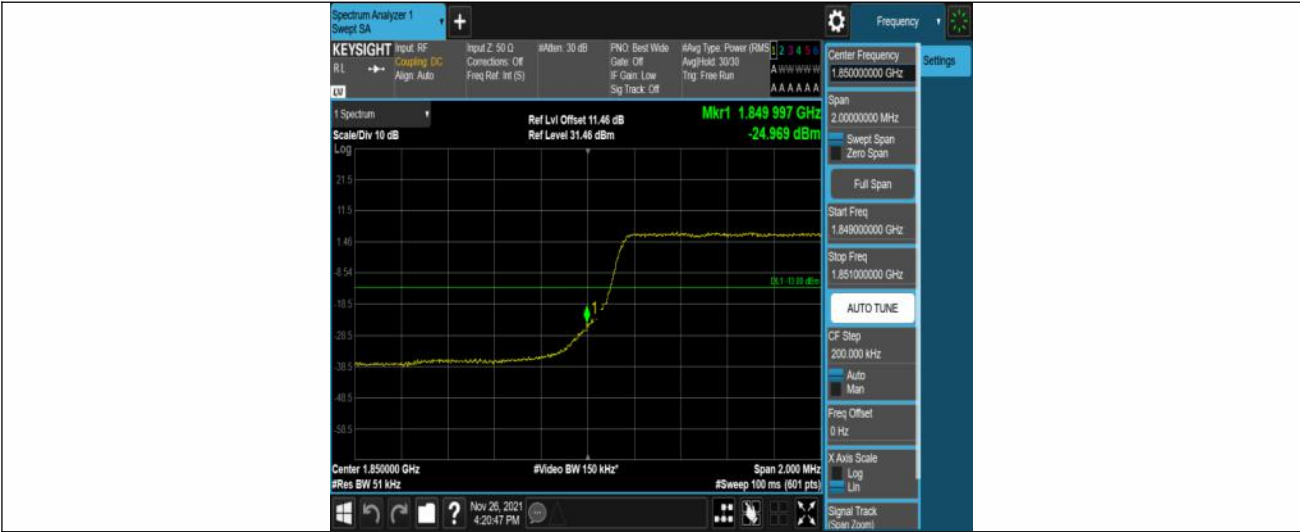 Spectrum Analyzer 1
Swept SA
+
Frequency
KEYSIGHT
RL
Input: RF
Coupling: DC
Align: Auto
Input Z: 50 Ω
Corrections: Off
Freq Ref: Int (S)
#Atten: 30 dB
PNO: Best Wide
Gate: Off
IF Gain: Low
Sig Track: Off
#Avg Type: Power (RMS
Avg|Hold: 30/30
Trig: Free Run
1 2 3 4 5 6
A W W W W W
A A A A A A
1 Spectrum
Scale/Div 10 dB
Log
Ref Lvl Offset 11.46 dB
Ref Level 31.46 dBm
Mkr1 1.849 997 GHz
-24.969 dBm
21.5
11.5
1.46
-8.54
-18.5
-28.5
-38.5
-48.5
-58.5
DL1 -13.00 dBm
1
Center 1.850000 GHz
#Res BW 51 kHz
#Video BW 150 kHz*
Span 2.000 MHz
#Sweep 100 ms (601 pts)
Nov 26, 2021
4:20:47 PM
?
Center Frequency
1.850000000 GHz
Settings
Span
2.00000000 MHz
Swept Span
Zero Span
Full Span
Start Freq
1.849000000 GHz
Stop Freq
1.851000000 GHz
AUTO TUNE
CF Step
200.000 kHz
Auto
Man
Freq Offset
0 Hz
X Axis Scale
Log
Lin
Signal Track
(Span Zoom)